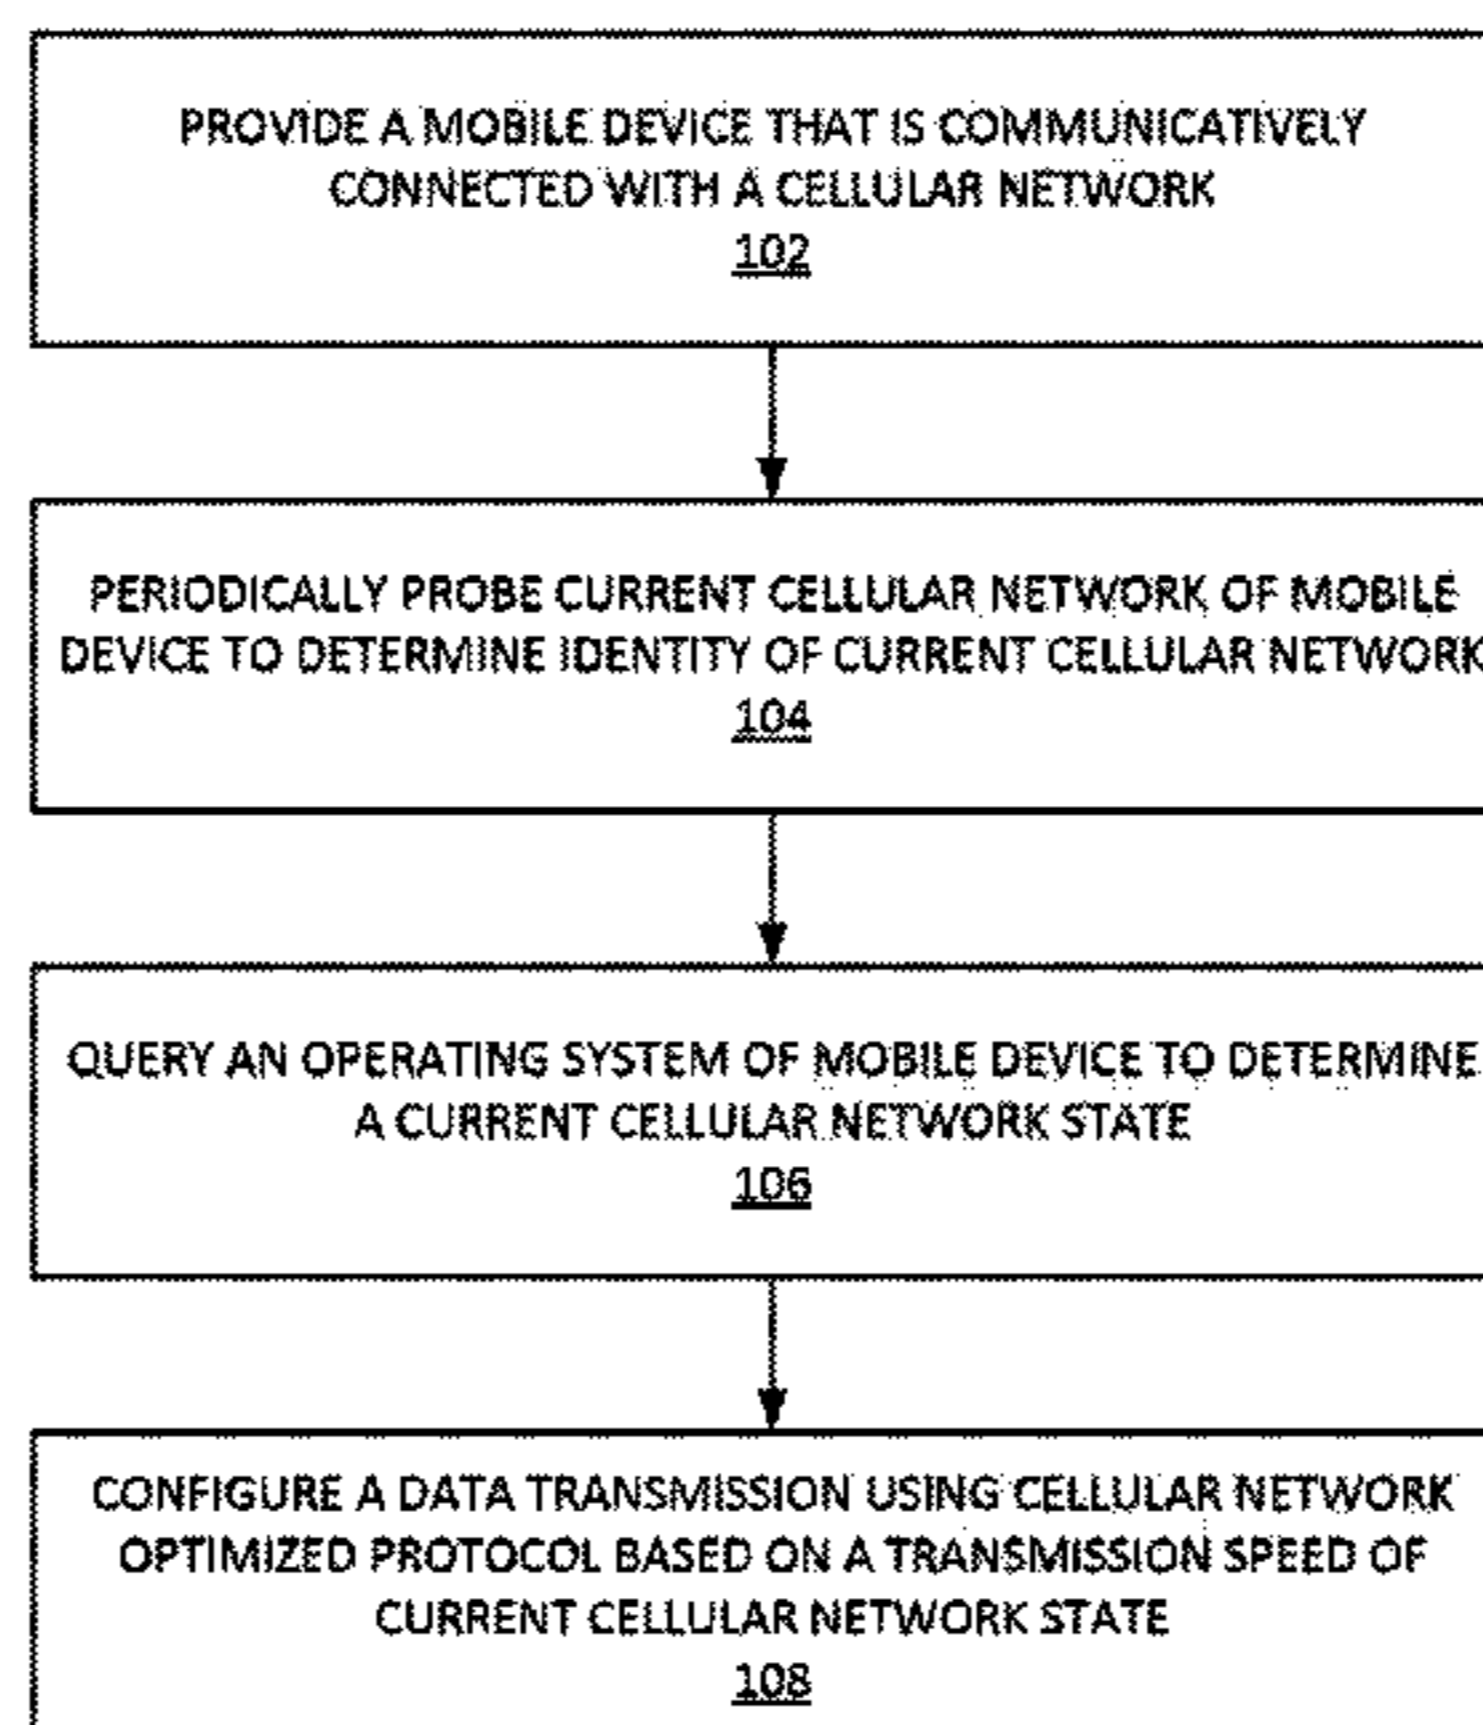 PROVIDE A MOBILE DEVICE THAT IS COMMUNICATIVELY
CONNECTED WITH A CELLULAR NETWORK
102
PERIODICALLY PROBE CURRENT CELLULAR NETWORK OF MOBILE
DEVICE TO DETERMINE IDENTITY OF CURRENT CELLULAR NETWORK
104
QUERY AN OPERATING SYSTEM OF MOBILE DEVICE TO DETERMINE
A CURRENT CELLULAR NETWORK STATE
106
CONFIGURE A DATA TRANSMISSION USING CELLULAR NETWORK
OPTIMIZED PROTOCOL BASED ON A TRANSMISSION SPEED OF
CURRENT CELLULAR NETWORK STATE
108